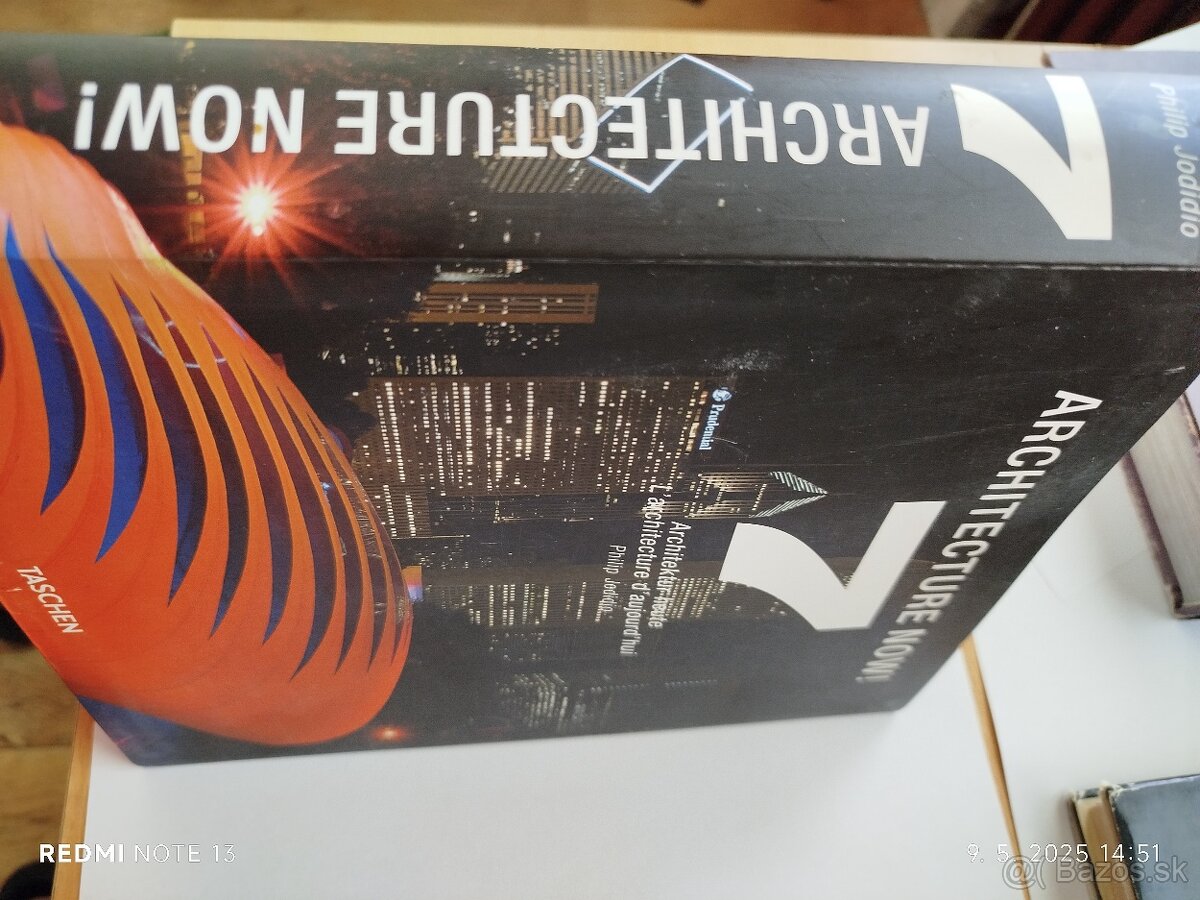 Philip Jodidio
7
ARCHITECTURE NOW!
ARCHITECTURE NOW!
7
Architektur heute
L'architecture d'aujourd'hui
Philip Jodidio
Prudential
TASCHEN
REDMI NOTE 13
9. 5. 2025 14:51
@( Bazos.sk